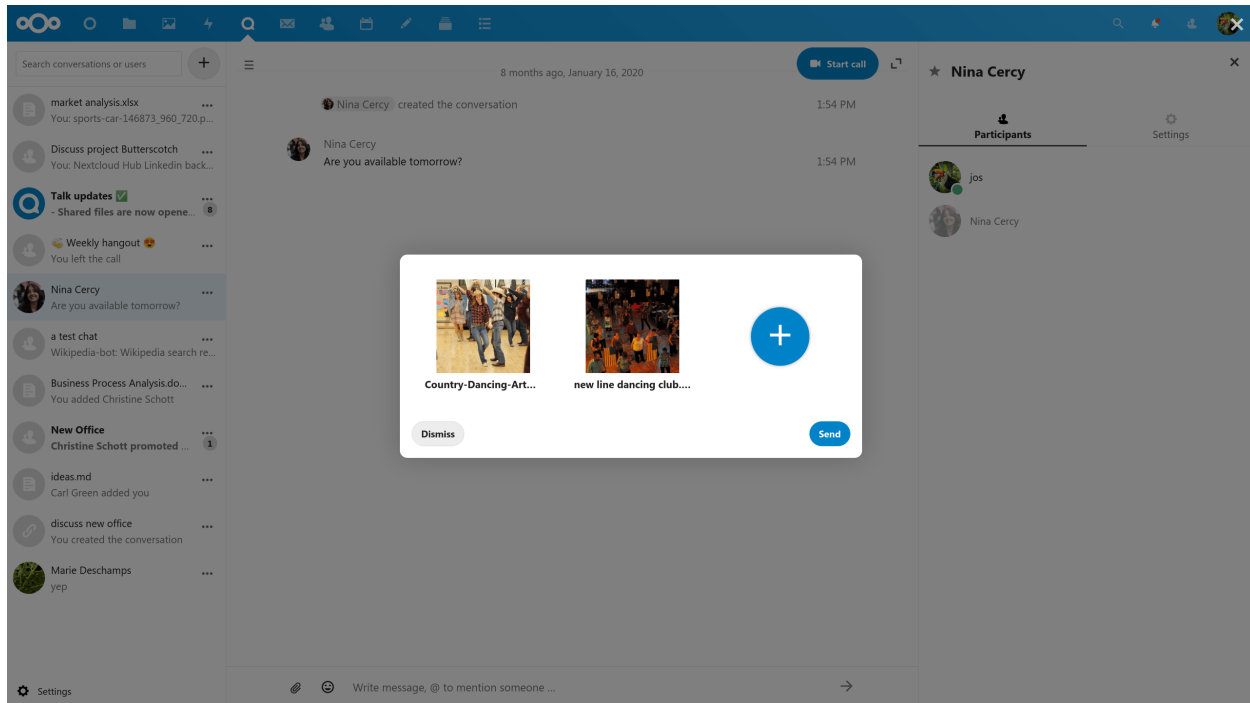 Search conversations or users
+
market analysis.xlsx
You: sports-car-146873_960_720.p...
Discuss project Butterscotch
You: Nextcloud Hub Linkedin back...
Talk updates ✅
- Shared files are now opene...
8
👏 Weekly hangout 😍
You left the call
Nina Cercy
Are you available tomorrow?
a test chat
Wikipedia-bot: Wikipedia search re...
Business Process Analysis.do...
You added Christine Schott
New Office
Christine Schott promoted ...
1
ideas.md
Carl Green added you
discuss new office
You created the conversation
Marie Deschamps
yep
Settings
8 months ago, January 16, 2020
Start call
Nina Cercy created the conversation
1:54 PM
Nina Cercy
Are you available tomorrow?
1:54 PM
Country-Dancing-Art...
new line dancing club....
Dismiss
Send
Write message, @ to mention someone ...
Nina Cercy
Participants
Settings
jos
Nina Cercy